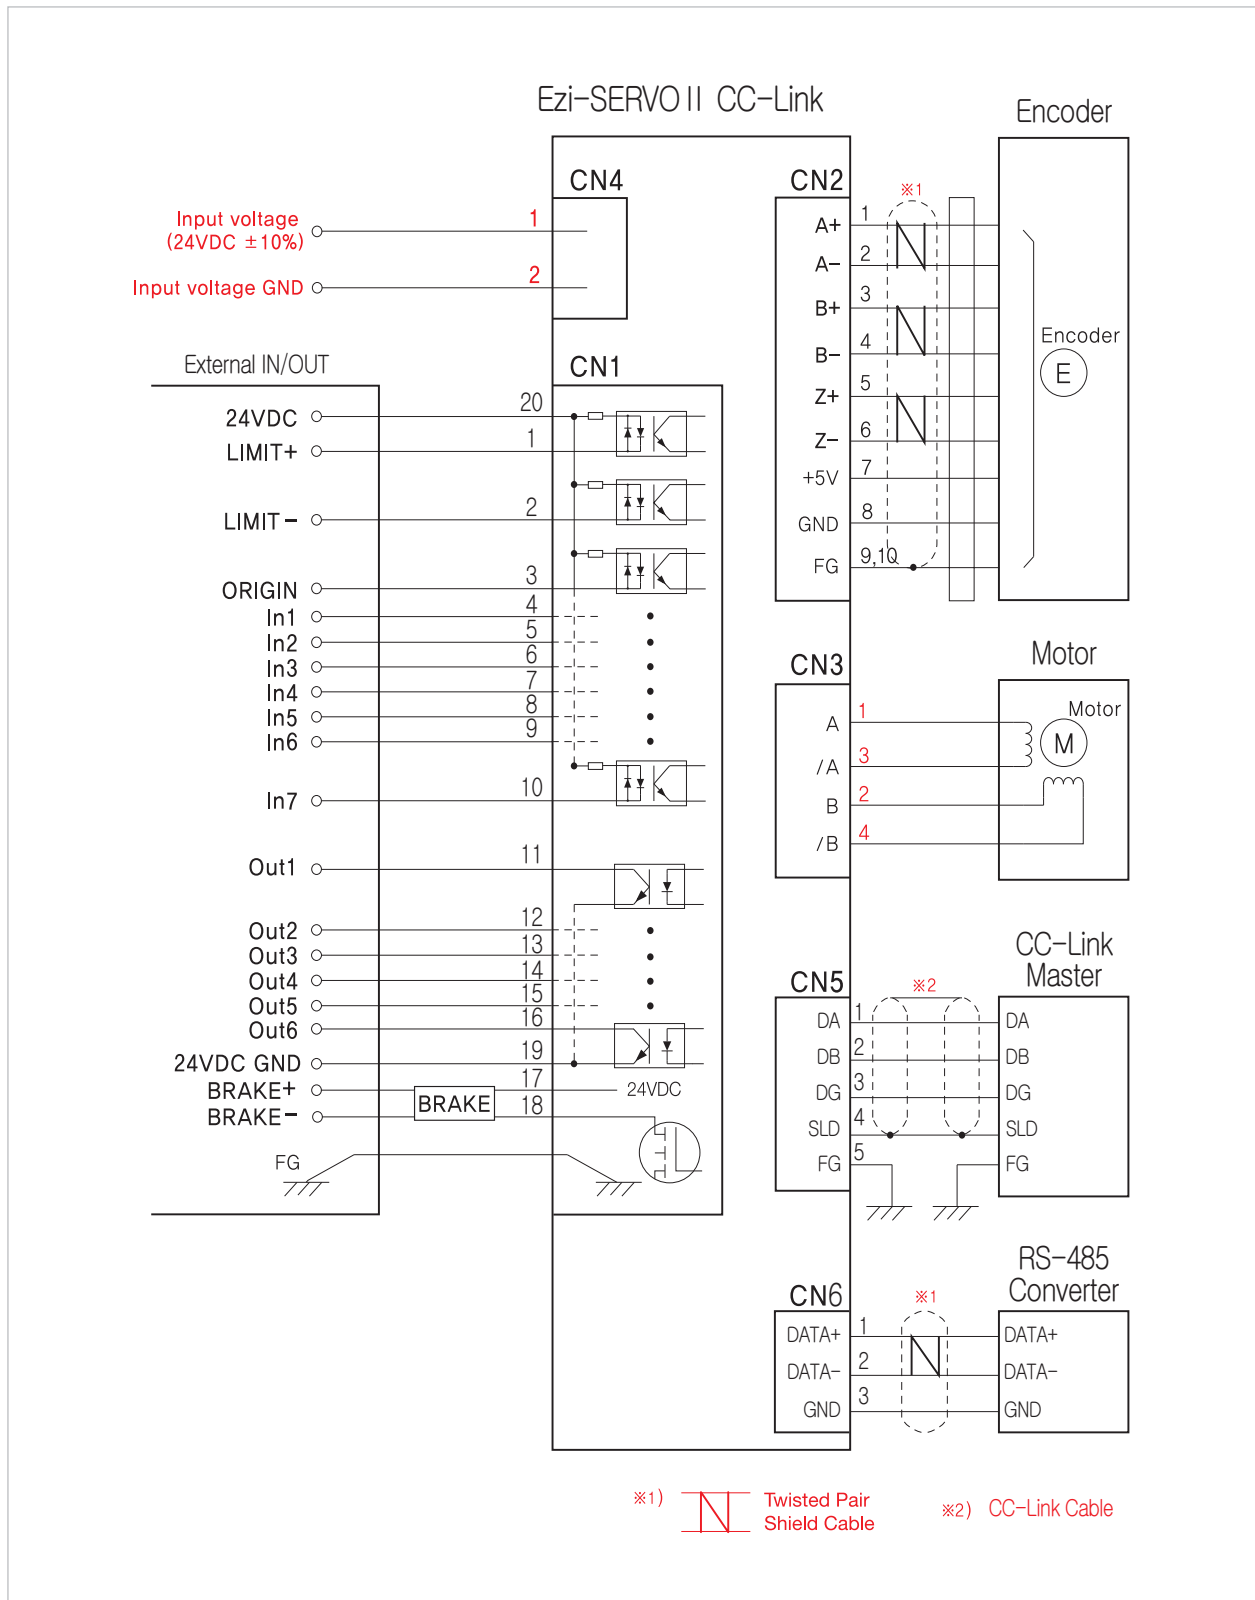 Ezi-SERVO II CC-Link
Encoder
CN4
Input voltage
(24VDC ±10%)
1
Input voltage GND
2
CN2
※1
A+ 1
A- 2
B+ 3
B- 4
Z+ 5
Z- 6
+5V 7
GND 8
FG 9,10
Encoder
E
External IN/OUT
CN1
24VDC 20
LIMIT+ 1
LIMIT- 2
ORIGIN 3
In1 4
In2 5
In3 6
In4 7
In5 8
In6 9
In7 10
Out1 11
Out2 12
Out3 13
Out4 14
Out5 15
Out6 16
24VDC GND 19
BRAKE+ 17
BRAKE- 18
BRAKE
24VDC
FG
CN3
Motor
A 1
/A 3
B 2
/B 4
Motor
M
CN5
※2
CC-Link
Master
DA 1 DA
DB 2 DB
DG 3 DG
SLD 4 SLD
FG 5 FG
CN6
※1
RS-485
Converter
DATA+ 1 DATA+
DATA- 2 DATA-
GND 3 GND
※1) Twisted Pair
Shield Cable
※2) CC-Link Cable